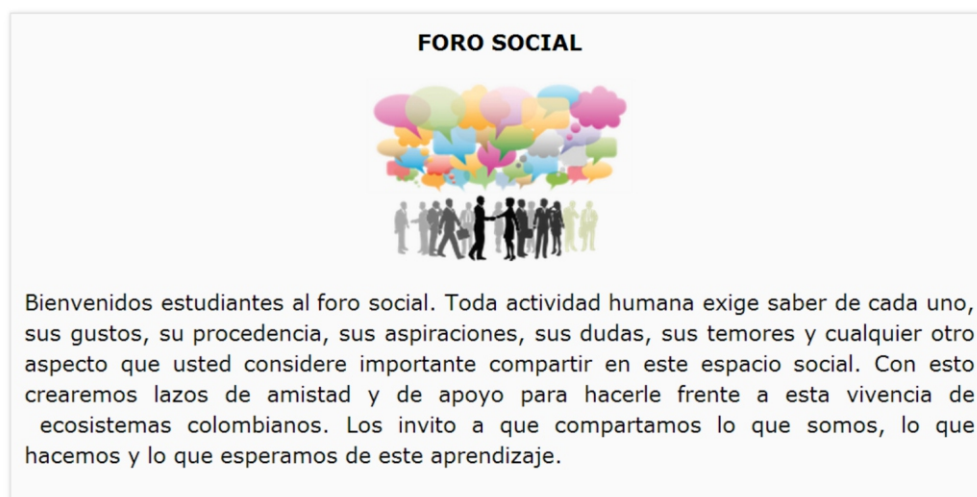 FORO SOCIAL
Bienvenidos estudiantes al foro social. Toda actividad humana exige saber de cada uno,
sus gustos, su procedencia, sus aspiraciones, sus dudas, sus temores y cualquier otro
aspecto que usted considere importante compartir en este espacio social. Con esto
crearemos lazos de amistad y de apoyo para hacerle frente a esta vivencia de
ecosistemas colombianos. Los invito a que compartamos lo que somos, lo que
hacemos y lo que esperamos de este aprendizaje.